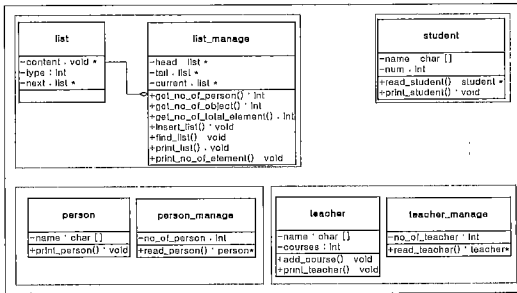 list
-content : void *
-type : int
-next : list *
list_manage
-head list *
-tail : list *
-current : list *
+get_no_of_person() : int
+get_no_of_object() : int
+get_no_of_total_element() : int
+insert_list() : void
+find_list() void
+print_list() : void
+print_no_of_element() void
student
-name char []
-num : int
+read_student() student *
+print_student() : void
person
-name : char []
+print_person() : void
person_manage
-no_of_person : int
+read_person() : person*
teacher
-name : char []
-courses : int
+add_course() void
+print_teacher() void
teacher_manage
-no_of_teacher : int
+read_teacher() : teacher*